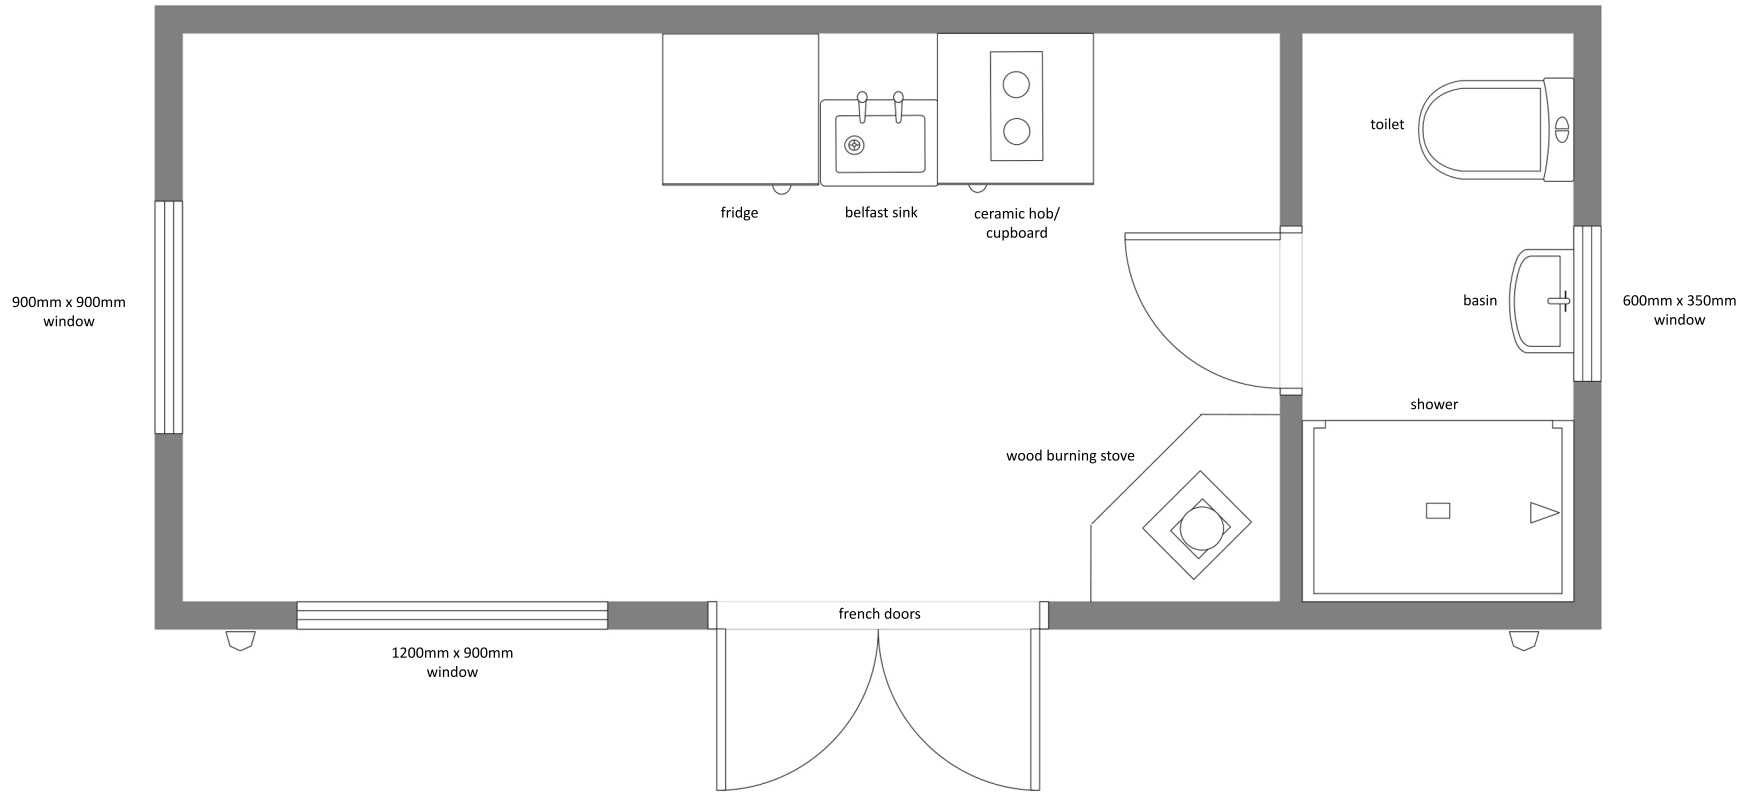 toilet
fridge
belfast sink
ceramic hob/
cupboard
900mm x 900mm
window
basin
600mm x 350mm
window
shower
wood burning stove
french doors
1200mm x 900mm
window